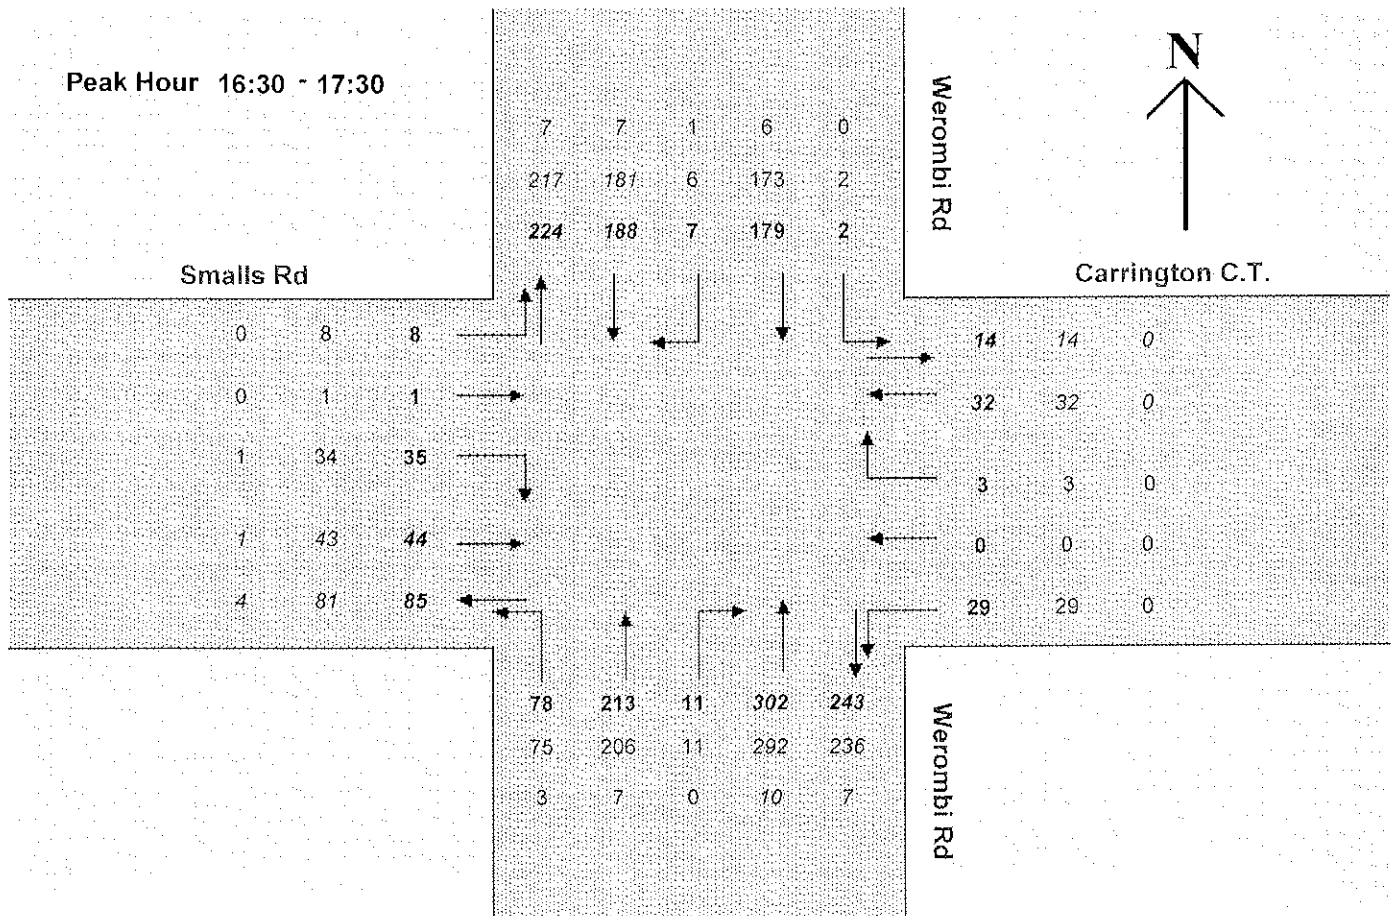 N
Peak Hour 16:30 - 17:30
Werombi Rd
7 7 1 6 0
217 181 6 173 2
224 188 7 179 2
Smalls Rd
Carrington C.T.
0 8 8 14 14 0
0 1 1 32 32 0
1 34 35 3 3 0
1 43 44 0 0 0
4 81 85 29 29 0
78 213 11 302 243
75 206 11 292 236
3 7 0 10 7
Werombi Rd